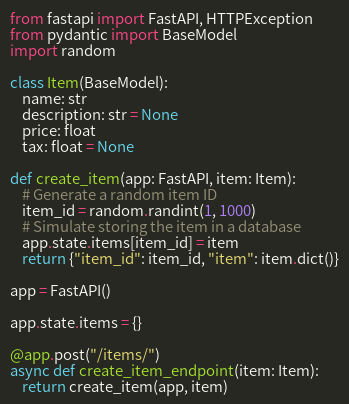 from fastapi import FastAPI, HTTPException
from pydantic import BaseModel
import random

class Item(BaseModel):
    name: str
    description: str = None
    price: float
    tax: float = None

def create_item(app: FastAPI, item: Item):
    # Generate a random item ID
    item_id = random.randint(1, 1000)
    # Simulate storing the item in a database
    app.state.items[item_id] = item
    return {"item_id": item_id, "item": item.dict()}

app = FastAPI()

app.state.items = {}

@app.post("/items/")
async def create_item_endpoint(item: Item):
    return create_item(app, item)